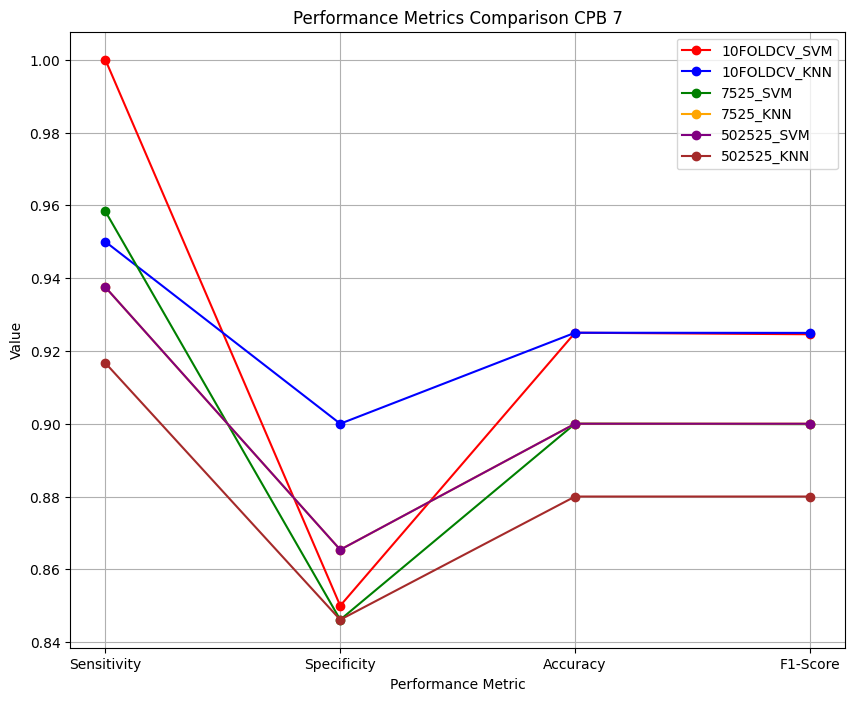 Performance Metrics Comparison CPB 7
10FOLDCV_SVM
10FOLDCV_KNN
7525_SVM
7525_KNN
502525_SVM
502525_KNN
1.00
0.98
0.96
0.94
0.92
0.90
0.88
0.86
0.84
Value
Sensitivity Specificity Accuracy F1-Score
Performance Metric